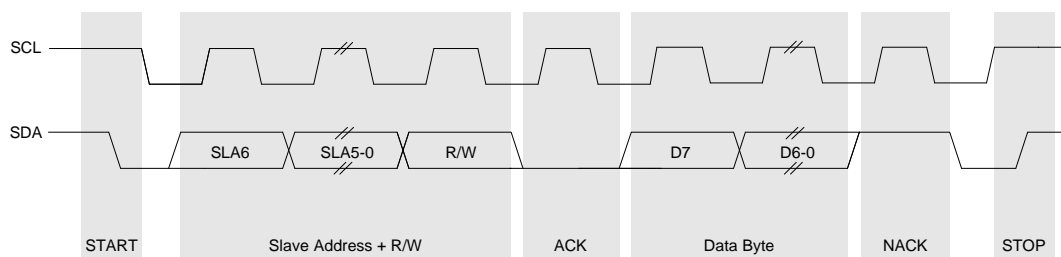 SCL
SDA
SLA6 SLA5-0 R/W D7 D6-0
START Slave Address + R/W ACK Data Byte NACK STOP